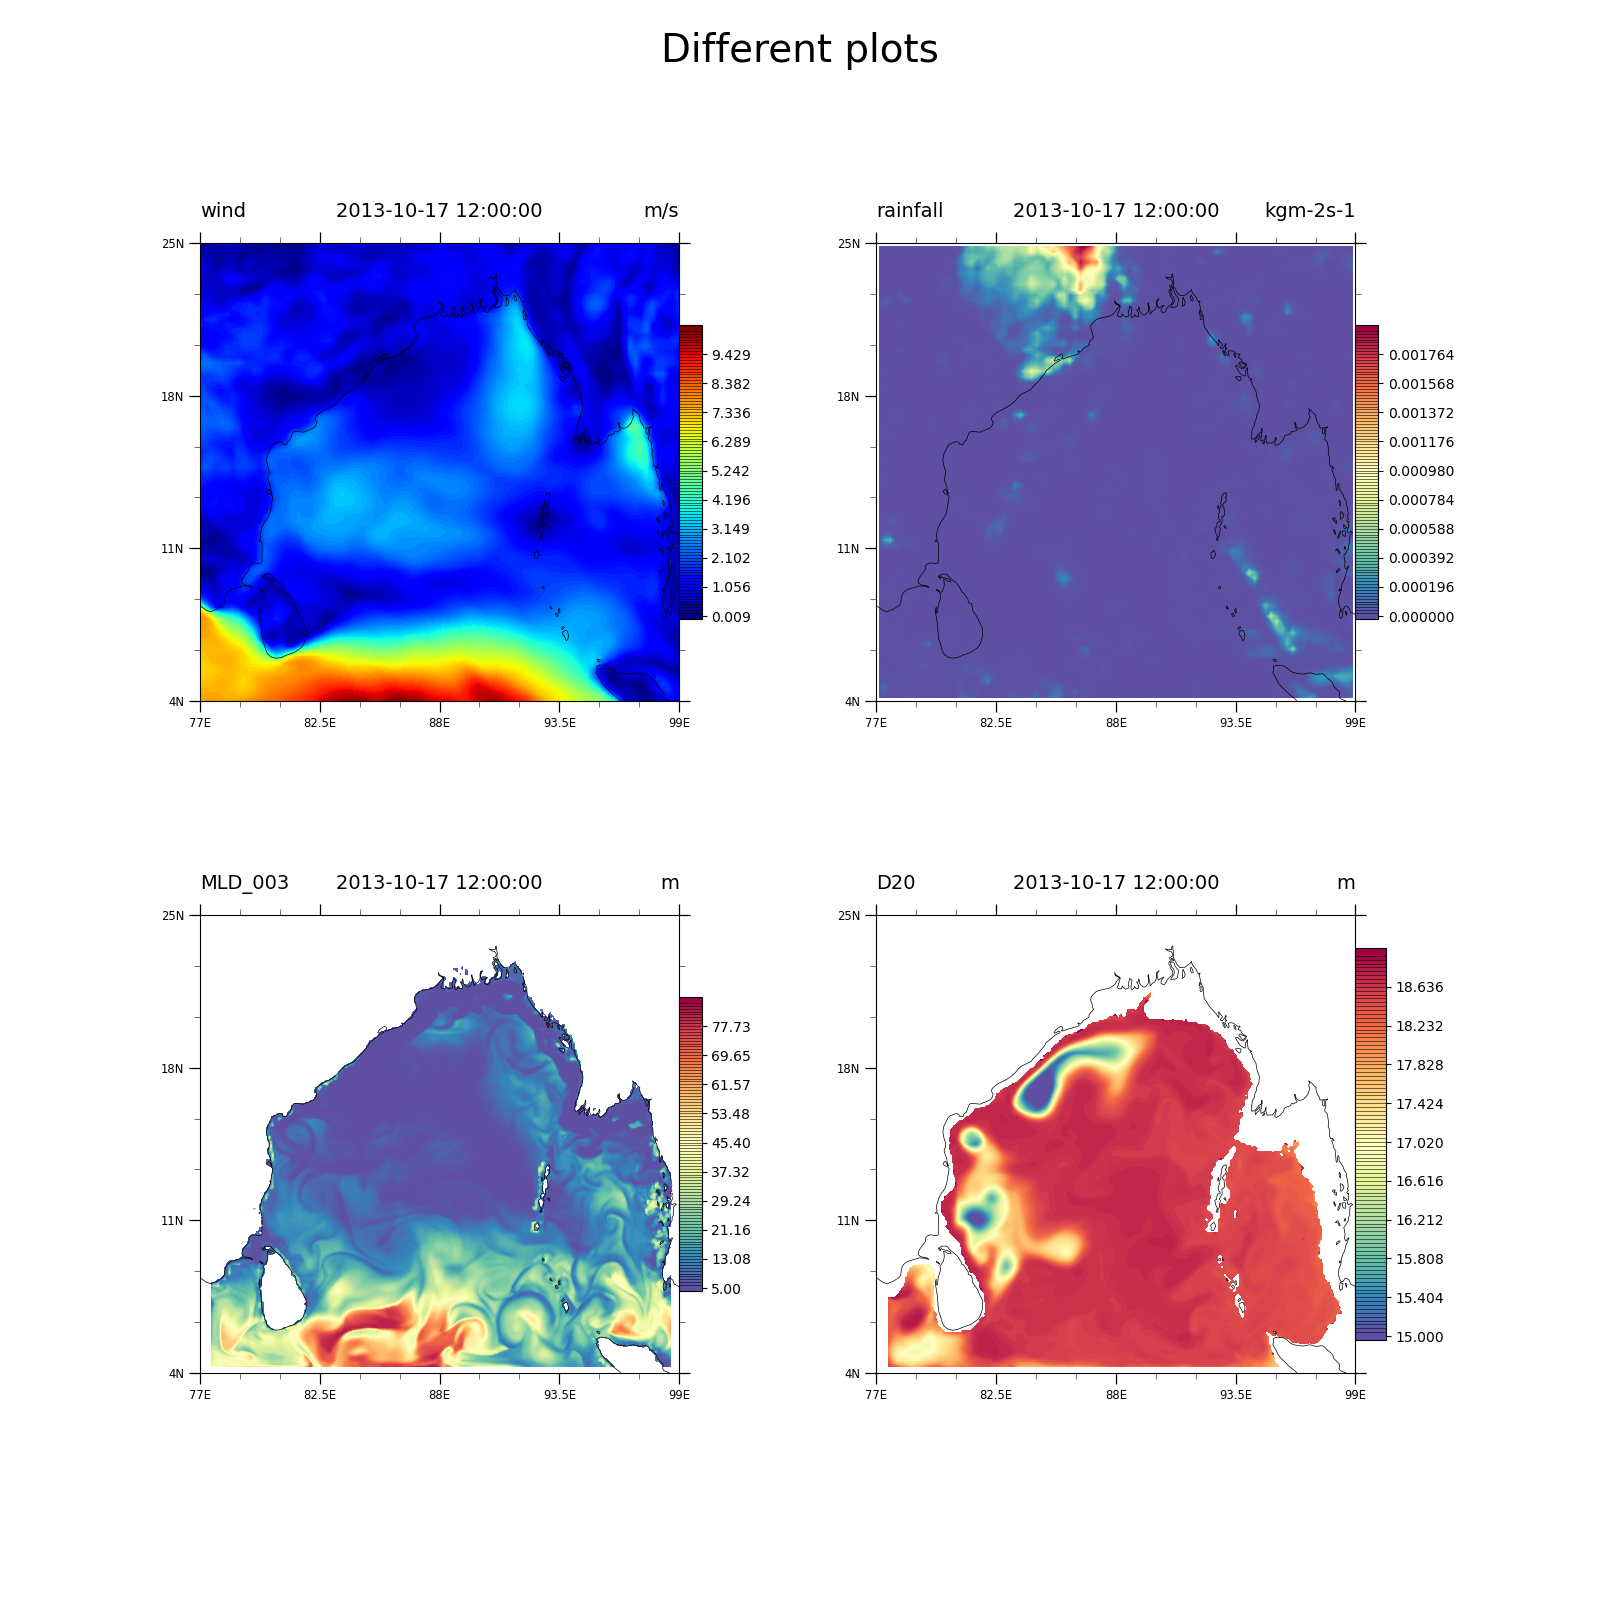 Different plots
wind 2013-10-17 12:00:00 m/s
25N
18N
11N
4N
77E 82.5E 88E 93.5E 99E
9.429
8.382
7.336
6.289
5.242
4.196
3.149
2.102
1.056
0.009
rainfall 2013-10-17 12:00:00 kgm-2s-1
25N
18N
11N
4N
77E 82.5E 88E 93.5E 99E
0.001764
0.001568
0.001372
0.001176
0.000980
0.000784
0.000588
0.000392
0.000196
0.000000
MLD_003 2013-10-17 12:00:00 m
25N
18N
11N
4N
77E 82.5E 88E 93.5E 99E
77.73
69.65
61.57
53.48
45.40
37.32
29.24
21.16
13.08
5.00
D20 2013-10-17 12:00:00 m
25N
18N
11N
4N
77E 82.5E 88E 93.5E 99E
18.636
18.232
17.828
17.424
17.020
16.616
16.212
15.808
15.404
15.000